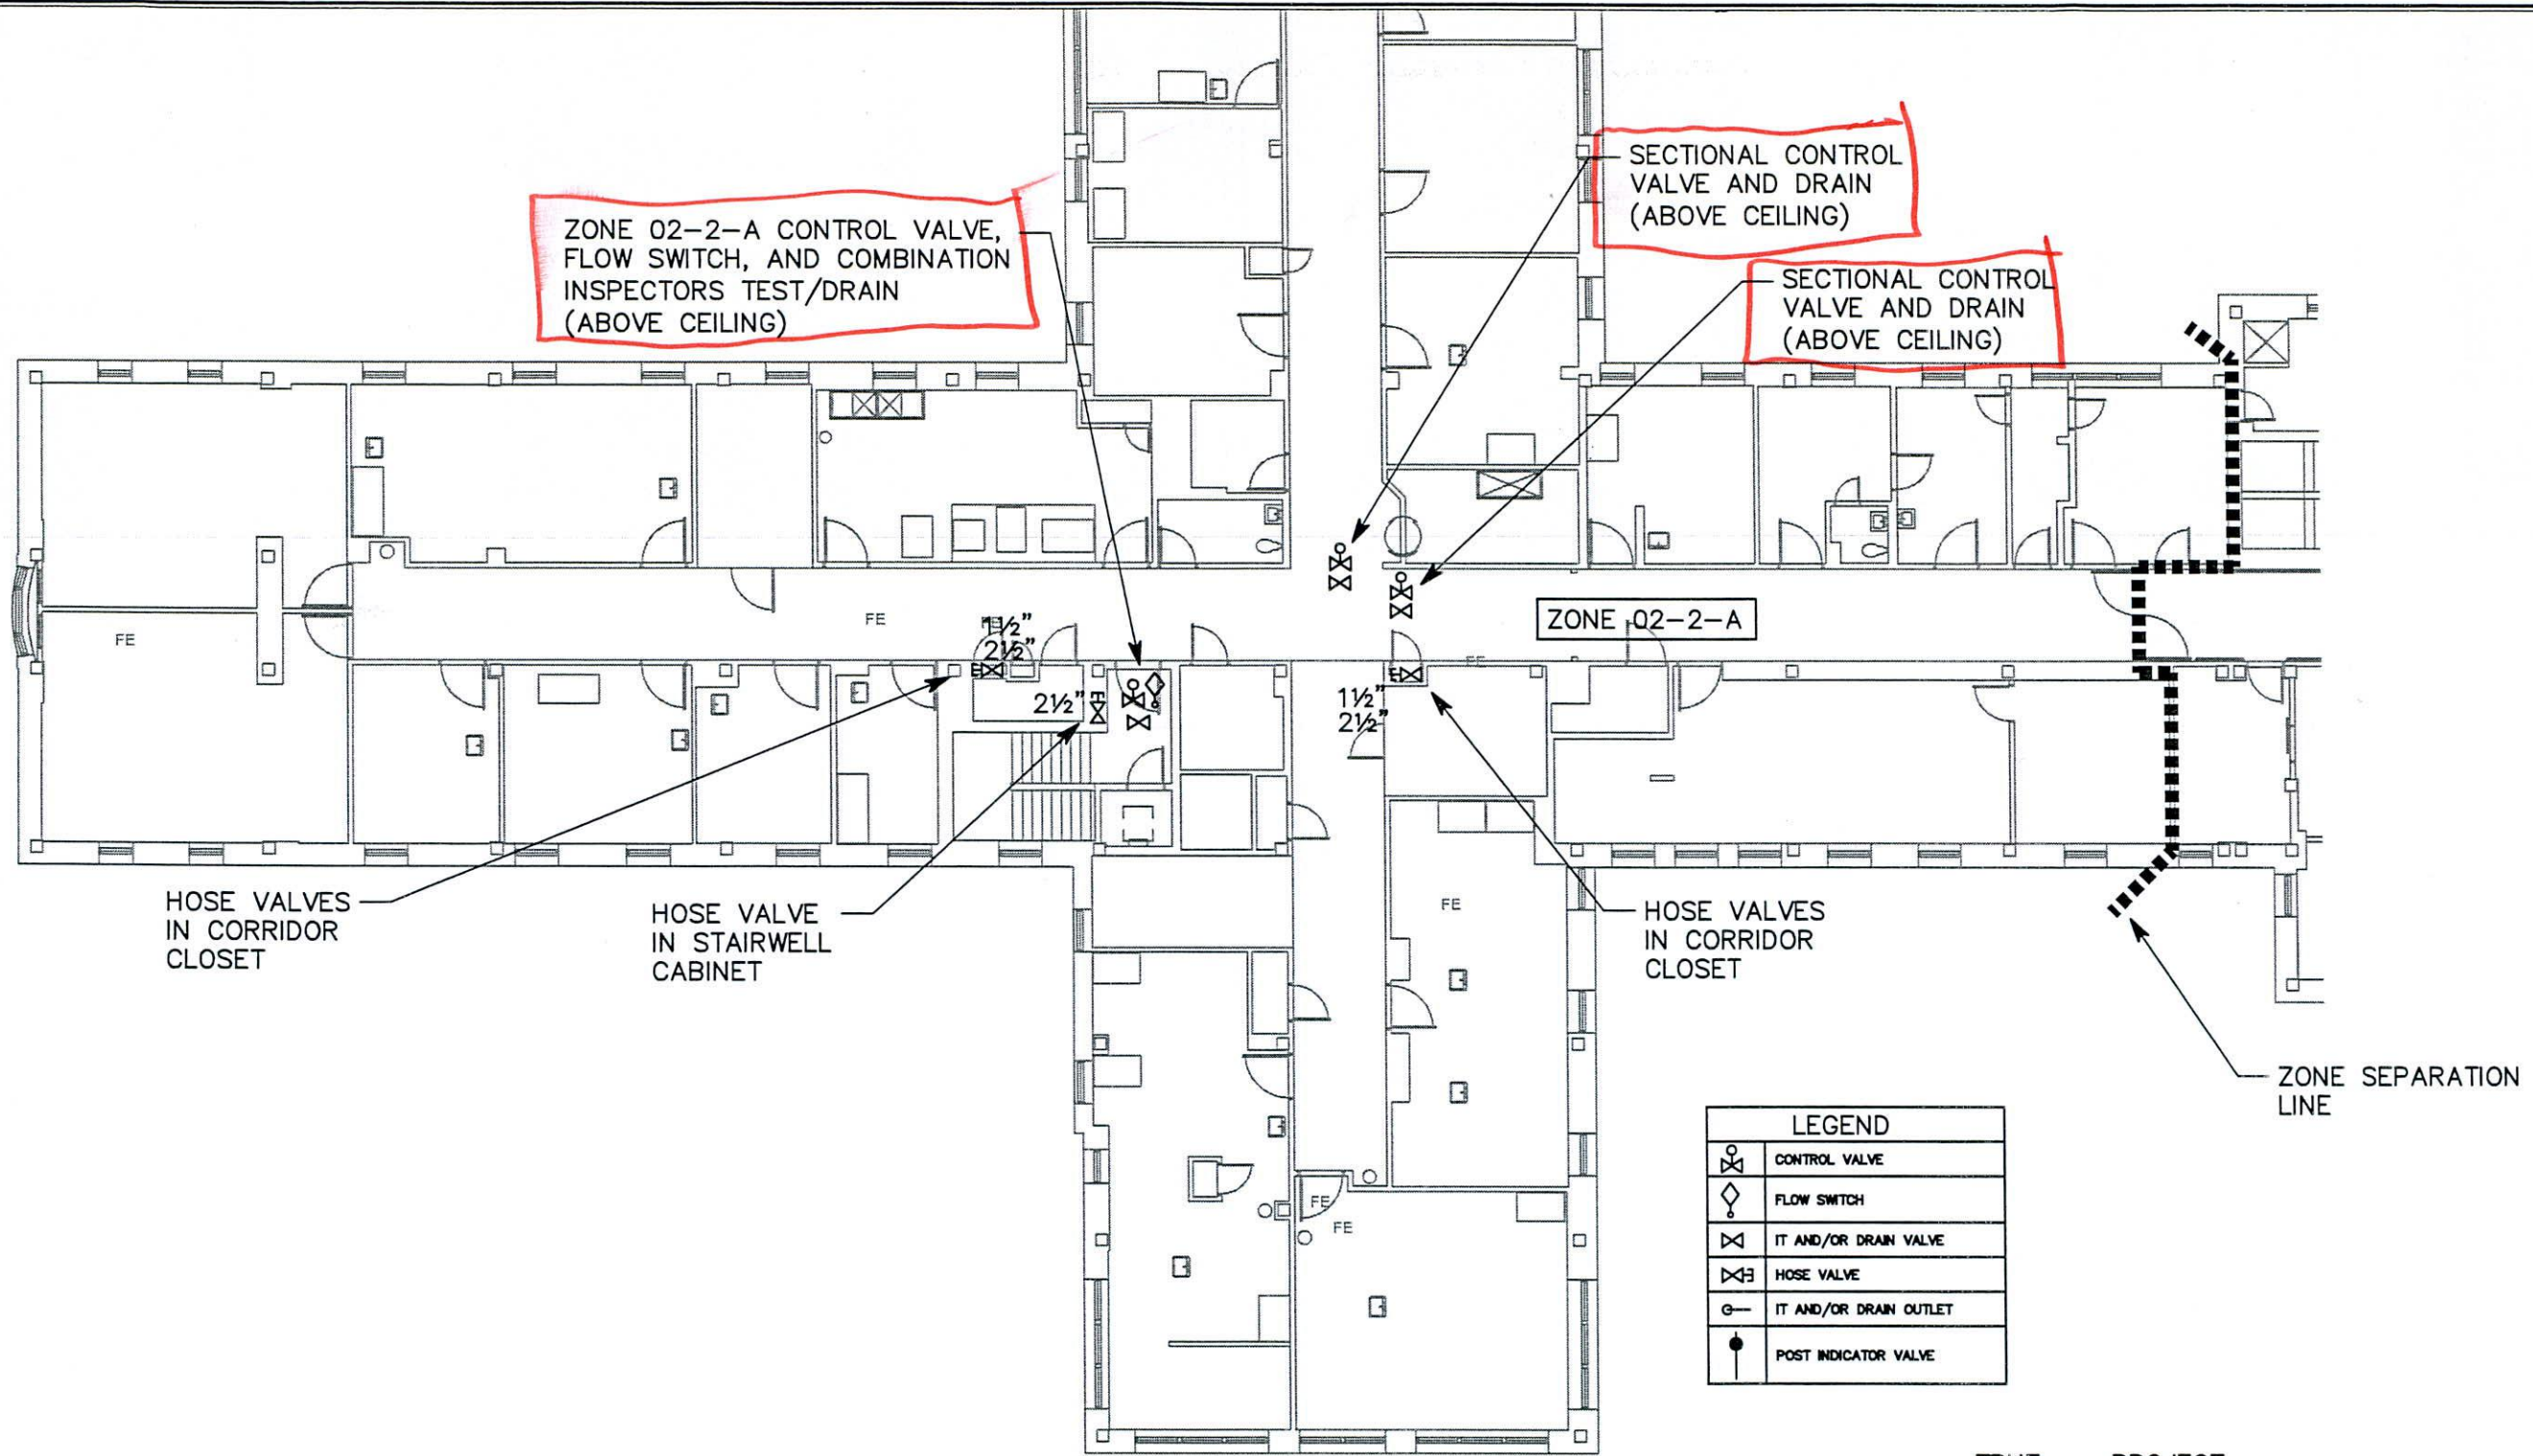 SECTIONAL CONTROL
VALVE AND DRAIN
(ABOVE CEILING)
ZONE 02-2-A CONTROL VALVE,
FLOW SWITCH, AND COMBINATION
INSPECTORS TEST/DRAIN
(ABOVE CEILING)
SECTIONAL CONTROL
VALVE AND DRAIN
(ABOVE CEILING)
ZONE 02-2-A
FE
FE
1½"
2½"
FE
2½"
1½"
2½"
HOSE VALVES
IN CORRIDOR
CLOSET
HOSE VALVE
IN STAIRWELL
CABINET
FE
HOSE VALVES
IN CORRIDOR
CLOSET
ZONE SEPARATION
LINE
FE
FE
LEGEND
CONTROL VALVE
FLOW SWITCH
IT AND/OR DRAIN VALVE
HOSE VALVE
IT AND/OR DRAIN OUTLET
POST INDICATOR VALVE